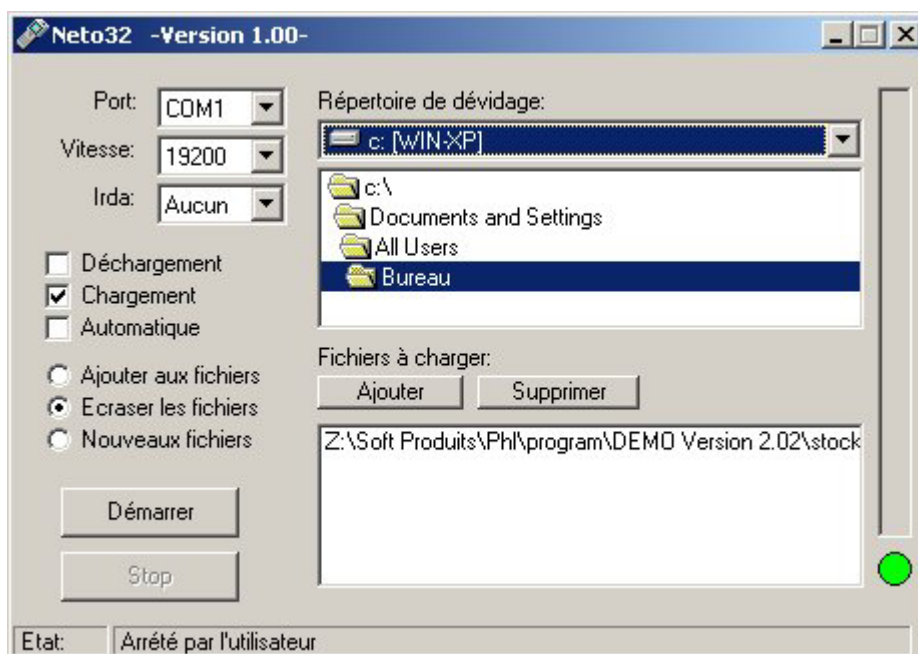 Neto32 -Version 1.00-
Port: COM1
Vitesse: 19200
Irda: Aucun
Déchargement
Chargement
Automatique
Ajouter aux fichiers
Ecraser les fichiers
Nouveaux fichiers
Démarrer
Stop
Répertoire de dévidage:
c: [WIN-XP]
c:\
Documents and Settings
All Users
Bureau
Fichiers à charger:
Ajouter Supprimer
Z:\Soft Produits\Phl\program\DEMO Version 2.02\stock
Etat: Arrété par l'utilisateur